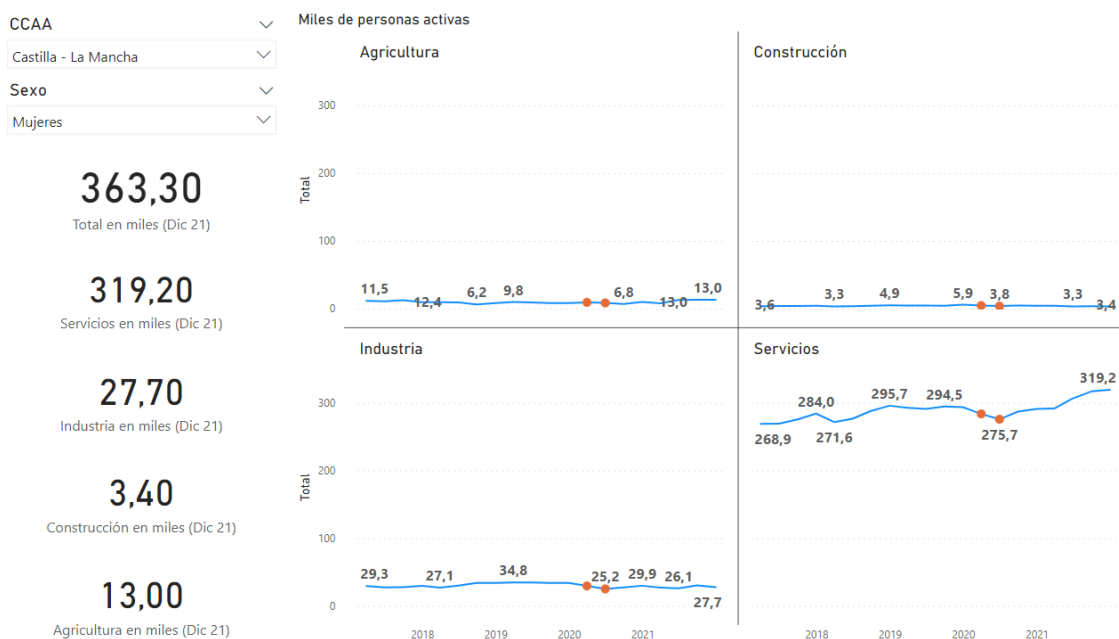 CCAA
Castilla - La Mancha
Sexo
Mujeres
363,30
Total en miles (Dic 21)
319,20
Servicios en miles (Dic 21)
27,70
Industria en miles (Dic 21)
3,40
Construcción en miles (Dic 21)
13,00
Agricultura en miles (Dic 21)
Miles de personas activas
Agricultura
300
200
100
0
Total
11,5
12,4
6,2
9,8
6,8
13,0
13,0
Construcción
3,6
3,3
4,9
5,9
3,8
3,3
3,4
Industria
300
200
100
0
Total
29,3
27,1
34,8
25,2
29,9
26,1
27,7
2018 2019 2020 2021
Servicios
268,9
284,0
271,6
295,7
294,5
275,7
319,2
2018 2019 2020 2021